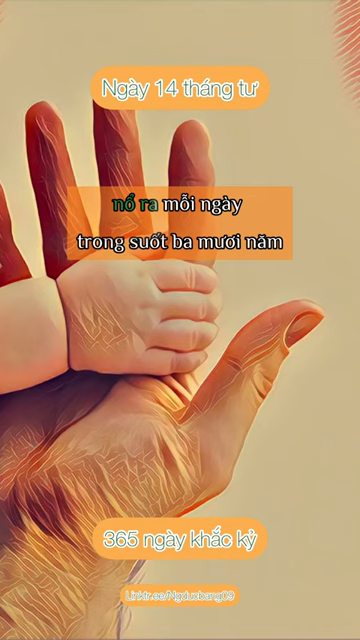 Ngày 14 tháng tư
nổ ra mỗi ngày
trong suốt ba mươi năm
365 ngày khắc kỷ
Linktr.ee/Ngducbang09